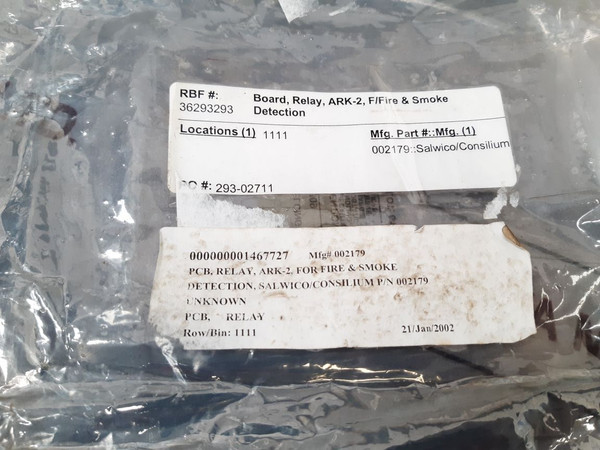 RBF #:
36293293
Board, Relay, ARK-2, F/Fire & Smoke
Detection
Locations (1) 1111
Mfg. Part #::Mfg. (1)
002179::Salwico/Consilium
PO #: 293-02711
000000001467727 Mfg# 002179
PCB, RELAY, ARK-2, FOR FIRE & SMOKE
DETECTION, SALWICO/CONSILIUM P/N 002179
UNKNOWN
PCB, RELAY
Row/Bin: 1111
21/Jan/2002